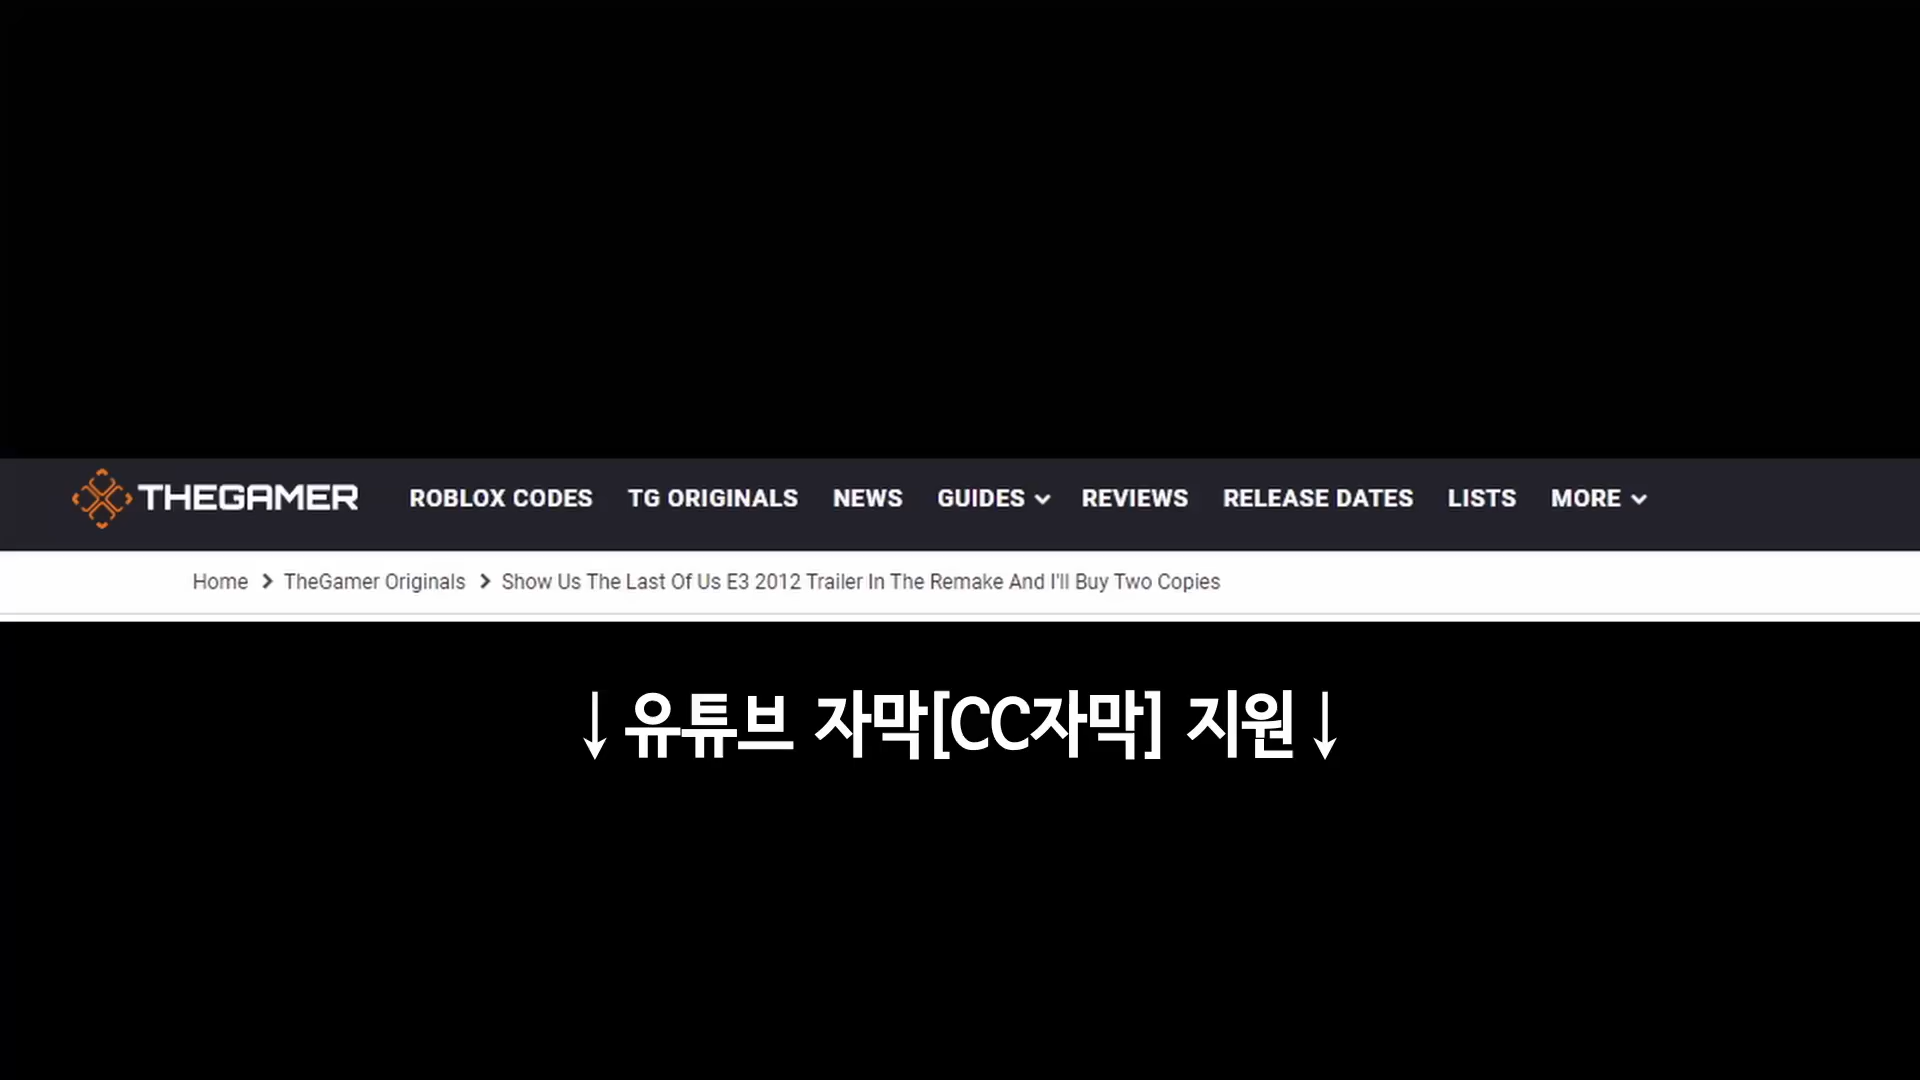 THEGAMER ROBLOX CODES TG ORIGINALS NEWS GUIDES REVIEWS RELEASE DATES LISTS MORE
Home > TheGamer Originals > Show Us The Last Of Us E3 2012 Trailer In The Remake And I'll Buy Two Copies
↓유튜브 자막[CC자막] 지원↓